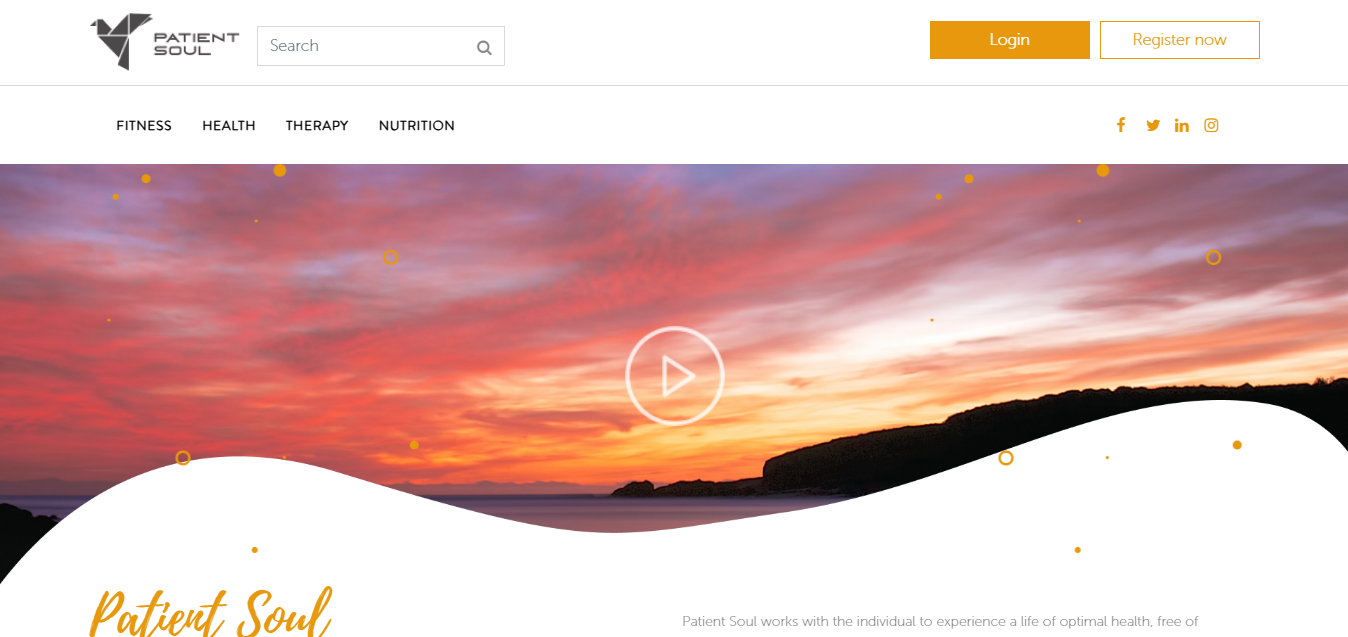 PATIENT
SOUL
Search
Login
Register now
FITNESS
HEALTH
THERAPY
NUTRITION
Patient Soul
Patient Soul works with the individual to experience a life of optimal health, free of